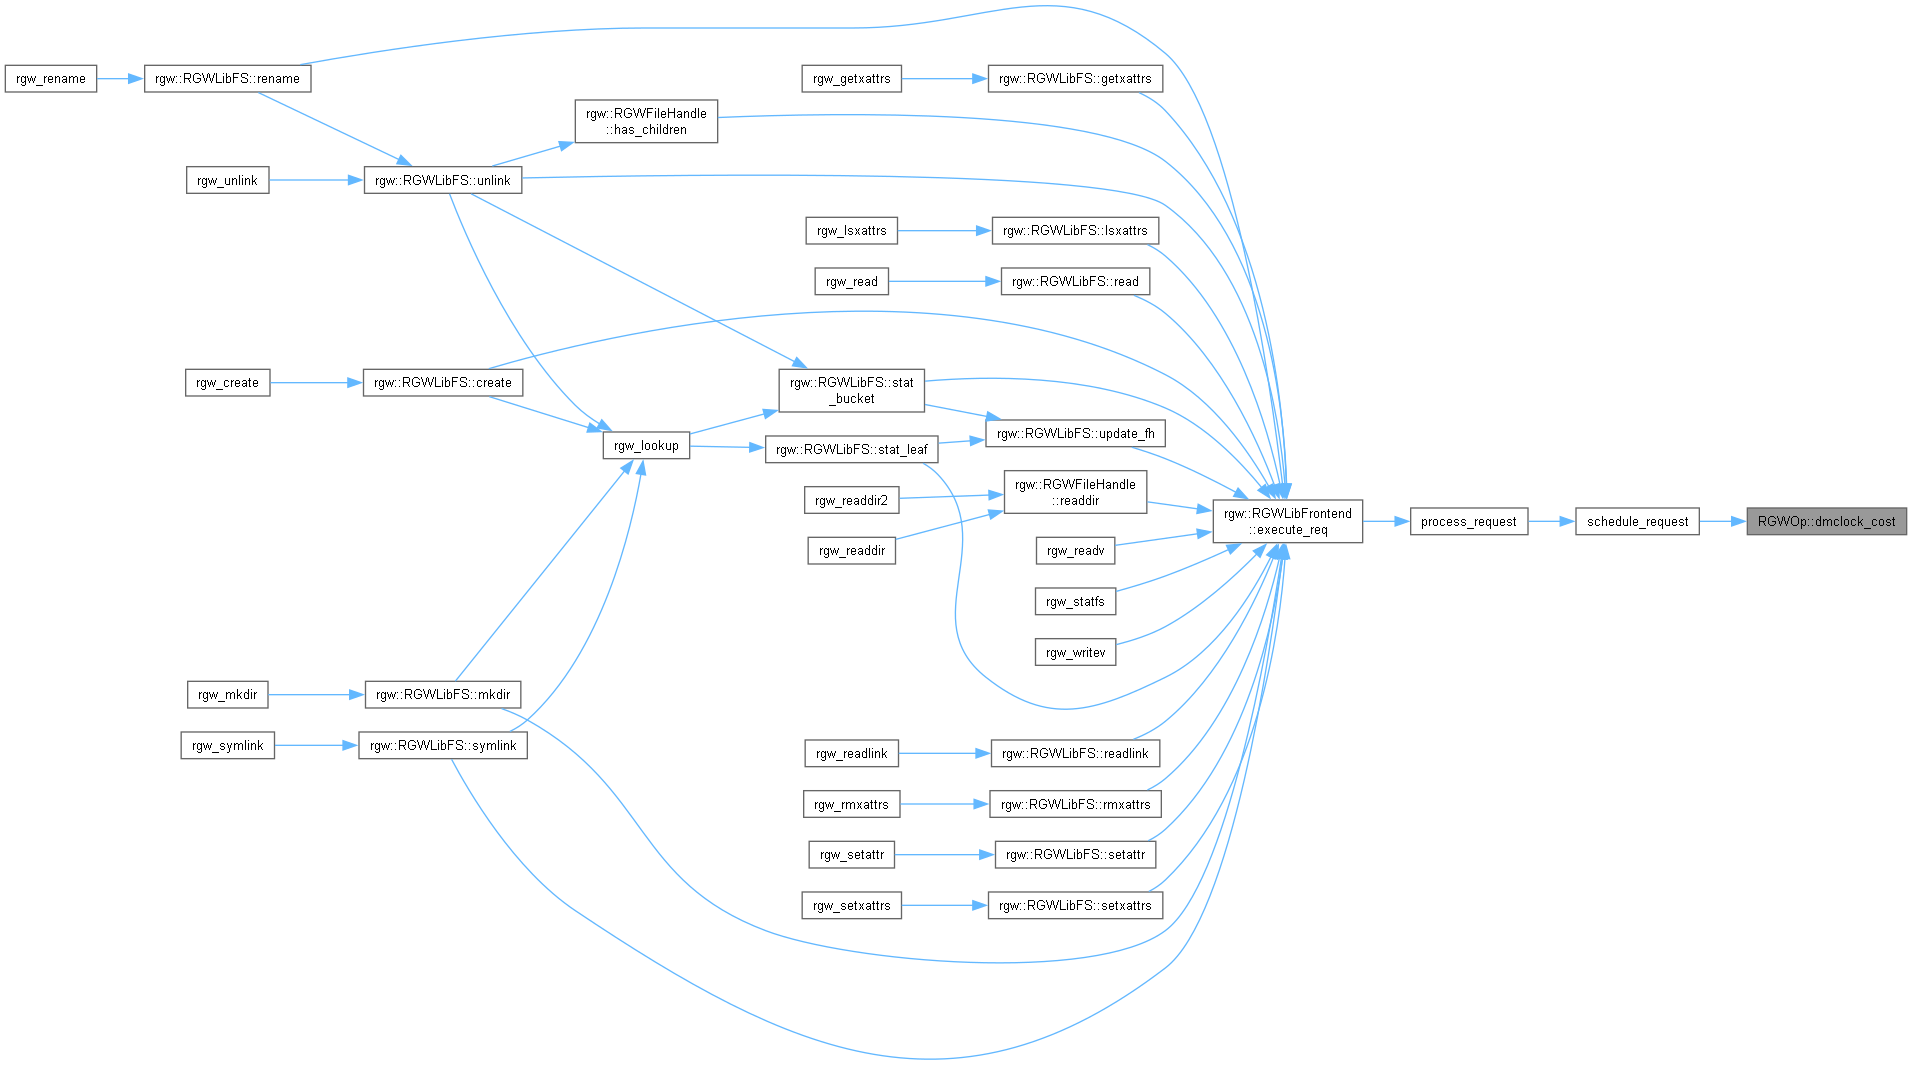 rgw_rename
rgw::RGWLibFS::rename
rgw_getxattrs
rgw::RGWLibFS::getxattrs
rgw::RGWFileHandle
::has_children
rgw_unlink
rgw::RGWLibFS::unlink
rgw_lsxattrs
rgw::RGWLibFS::lsxattrs
rgw_read
rgw::RGWLibFS::read
rgw_create
rgw::RGWLibFS::create
rgw::RGWLibFS::stat
_bucket
rgw::RGWLibFS::update_fh
rgw_lookup
rgw::RGWLibFS::stat_leaf
rgw_readdir2
rgw::RGWFileHandle
::readdir
rgw::RGWLibFrontend
::execute_req
process_request
schedule_request
RGWOp::dmclock_cost
rgw_readdir
rgw_readv
rgw_statfs
rgw_writev
rgw_mkdir
rgw::RGWLibFS::mkdir
rgw_symlink
rgw::RGWLibFS::symlink
rgw_readlink
rgw::RGWLibFS::readlink
rgw_rmxattrs
rgw::RGWLibFS::rmxattrs
rgw_setattr
rgw::RGWLibFS::setattr
rgw_setxattrs
rgw::RGWLibFS::setxattrs